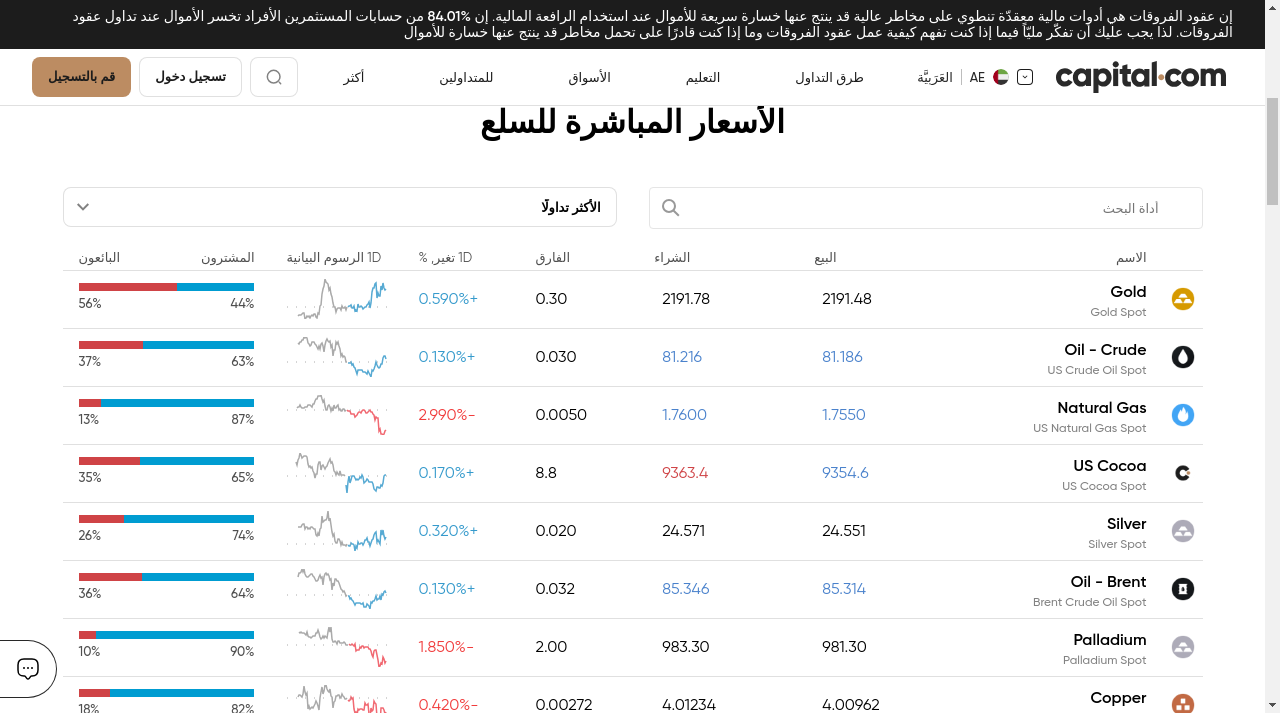 إن عقود الفروقات هي أدوات مالية معقدّة تنطوي على مخاطر عالية قد ينتج عنها خسارة سريعة للأموال عند استخدام الرافعة المالية. إن 84.01% من حسابات المستثمرين الأفراد تخسر الأموال عند تداول عقود
الفروقات. لذا يجب عليك أن تفكّر مليّاً فيما إذا كنت تفهم كيفية عمل عقود الفروقات وما إذا كنت قادرًا على تحمل مخاطر قد ينتج عنها خسارة للأموال
capital.com AE العَرَبيَّة طرق التداول التعليم الأسواق للمتداولين أكثر تسجيل دخول قم بالتسجيل
الأسعار المباشرة للسلع
أداة البحث الأكثر تداولًا
الاسم البيع الشراء الفارق 1D تغير, % 1D الرسوم البيانية المشترون البائعون
Gold 2191.48 2191.78 0.30 0.590%+ 44% 56%
Gold Spot
Oil - Crude 81.186 81.216 0.030 0.130%+ 63% 37%
US Crude Oil Spot
Natural Gas 1.7550 1.7600 0.0050 2.990%- 87% 13%
US Natural Gas Spot
US Cocoa 9354.6 9363.4 8.8 0.170%+ 65% 35%
US Cocoa Spot
Silver 24.551 24.571 0.020 0.320%+ 74% 26%
Silver Spot
Oil - Brent 85.314 85.346 0.032 0.130%+ 64% 36%
Brent Crude Oil Spot
Palladium 981.30 983.30 2.00 1.850%- 90% 10%
Palladium Spot
Copper 4.00962 4.01234 0.00272 0.420%- 82% 18%